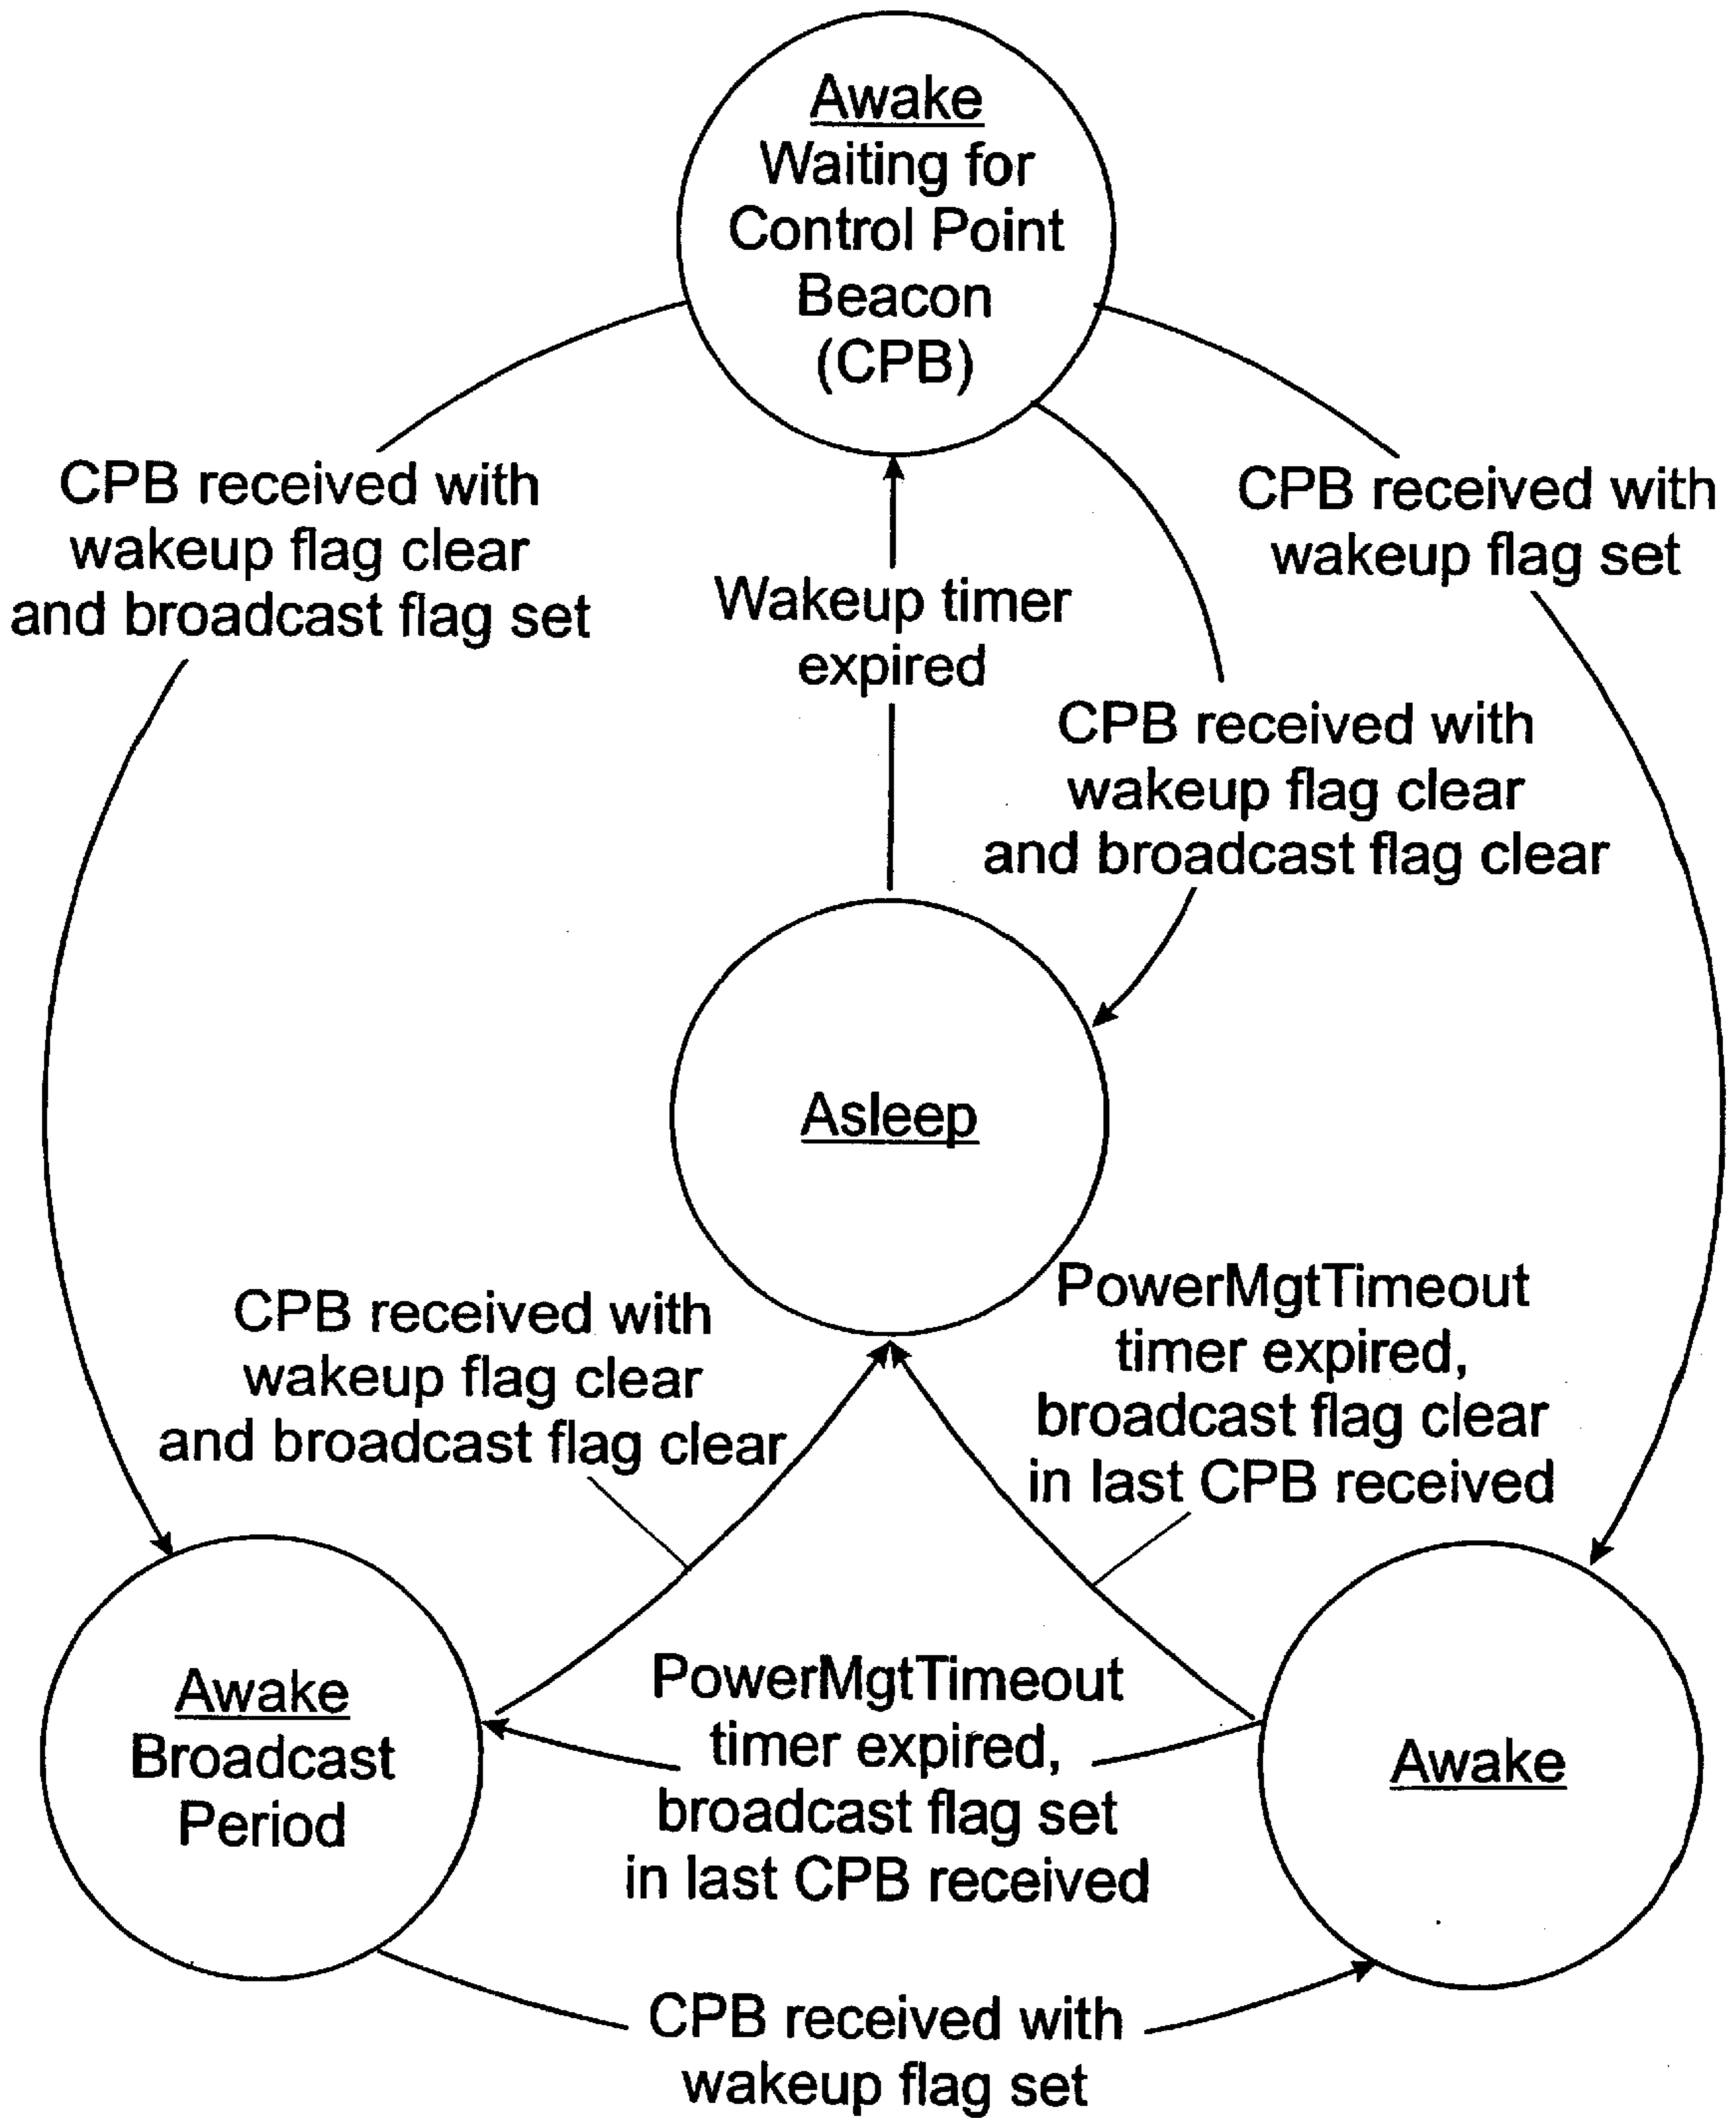 Awake
Waiting for
Control Point
Beacon
(CPB)
CPB received with
wakeup flag clear
and broadcast flag set
CPB received with
wakeup flag set
Wakeup timer
expired
CPB received with
wakeup flag clear
and broadcast flag clear
Asleep
CPB received with
wakeup flag clear
and broadcast flag clear
PowerMgtTimeout
timer expired,
broadcast flag clear
in last CPB received
Awake
Broadcast
Period
PowerMgtTimeout
timer expired,
broadcast flag set
in last CPB received
Awake
CPB received with
wakeup flag set